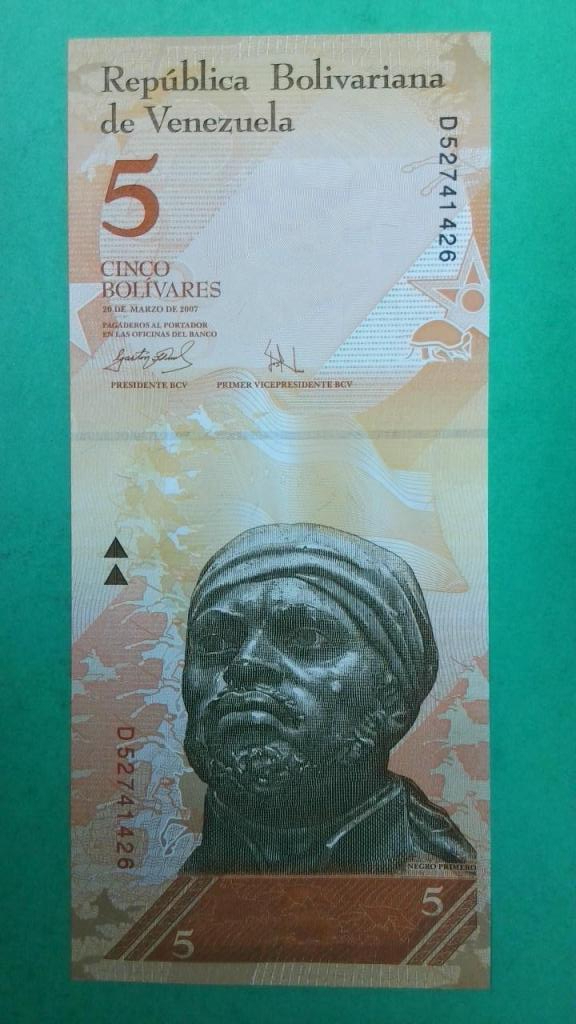 República Bolivariana
de Venezuela
D52741426
5
CINCO
BOLÍVARES
20 DE MARZO DE 2007
PAGADEROS AL PORTADOR
EN LAS OFICINAS DEL BANCO
PRESIDENTE BCV
PRIMER VICEPRESIDENTE BCV
D52741426
NEGRO PRIMERO
5
5